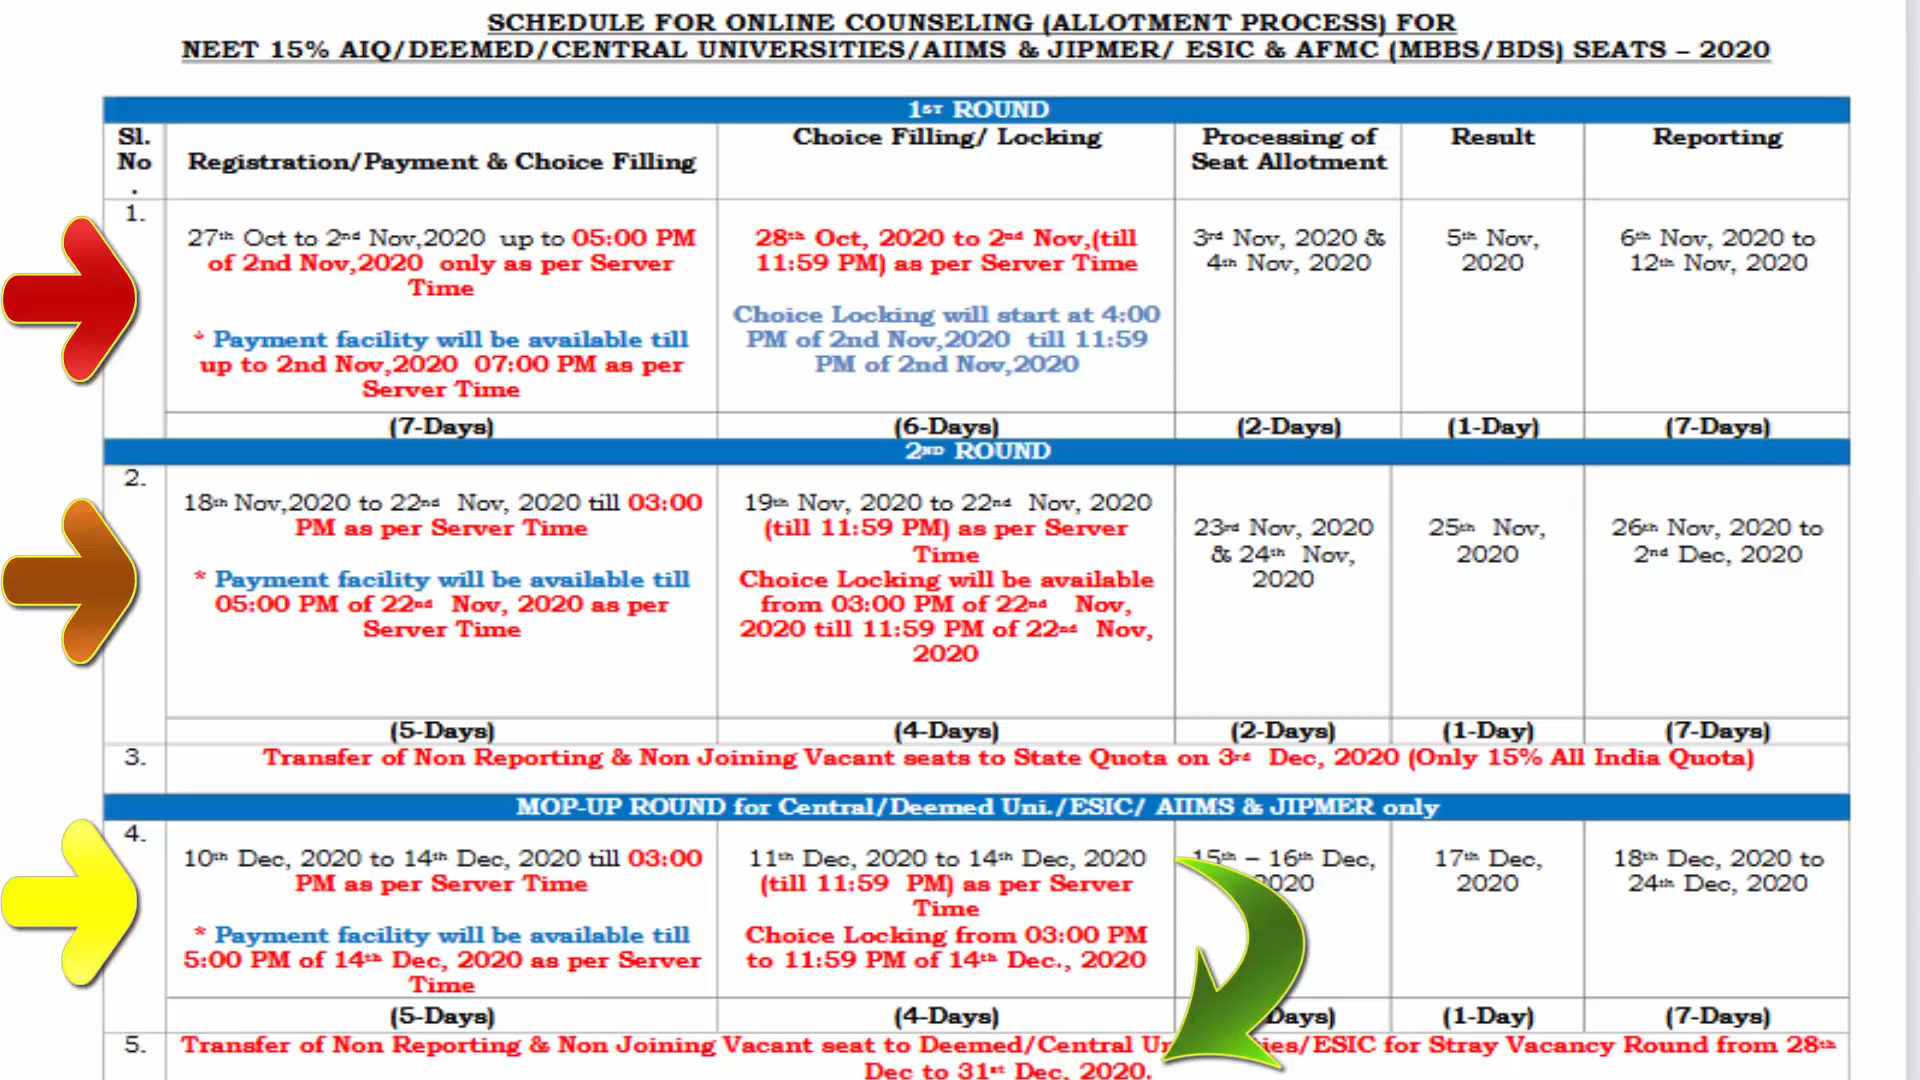 SCHEDULE FOR ONLINE COUNSELING (ALLOTMENT PROCESS) FOR
NEET 15% AIQ/DEEMED/CENTRAL UNIVERSITIES/AIIMS & JIPMER/ ESIC & AFMC (MBBS/BDS) SEATS – 2020
1ST ROUND
Sl.
No
.
Registration/Payment & Choice Filling
Choice Filling/ Locking
Processing of
Seat Allotment
Result
Reporting
1.
27th Oct to 2nd Nov,2020 up to 05:00 PM
of 2nd Nov,2020 only as per Server
Time
* Payment facility will be available till
up to 2nd Nov,2020 07:00 PM as per
Server Time
28th Oct, 2020 to 2nd Nov,(till
11:59 PM) as per Server Time
Choice Locking will start at 4:00
PM of 2nd Nov,2020 till 11:59
PM of 2nd Nov,2020
3rd Nov, 2020 &
4th Nov, 2020
5th Nov,
2020
6th Nov, 2020 to
12th Nov, 2020
(7-Days)
(6-Days)
(2-Days)
(1-Day)
(7-Days)
2ND ROUND
2.
18th Nov,2020 to 22nd Nov, 2020 till 03:00
PM as per Server Time
* Payment facility will be available till
05:00 PM of 22nd Nov, 2020 as per
Server Time
19th Nov, 2020 to 22nd Nov, 2020
(till 11:59 PM) as per Server
Time
Choice Locking will be available
from 03:00 PM of 22nd Nov,
2020 till 11:59 PM of 22nd Nov,
2020
23rd Nov, 2020
& 24th Nov,
2020
25th Nov,
2020
26th Nov, 2020 to
2nd Dec, 2020
(5-Days)
(4-Days)
(2-Days)
(1-Day)
(7-Days)
3.
Transfer of Non Reporting & Non Joining Vacant seats to State Quota on 3rd Dec, 2020 (Only 15% All India Quota)
MOP-UP ROUND for Central/Deemed Uni./ESIC/ AIIMS & JIPMER only
4.
10th Dec, 2020 to 14th Dec, 2020 till 03:00
PM as per Server Time
* Payment facility will be available till
5:00 PM of 14th Dec, 2020 as per Server
Time
11th Dec, 2020 to 14th Dec, 2020
(till 11:59 PM) as per Server
Time
Choice Locking from 03:00 PM
to 11:59 PM of 14th Dec., 2020
15th – 16th Dec,
2020
17th Dec,
2020
18th Dec, 2020 to
24th Dec, 2020
(5-Days)
(4-Days)
Days)
(1-Day)
(7-Days)
5.
Transfer of Non Reporting & Non Joining Vacant seat to Deemed/Central /ESIC for Stray Vacancy Round from 28th
Dec to 31st Dec, 2020.